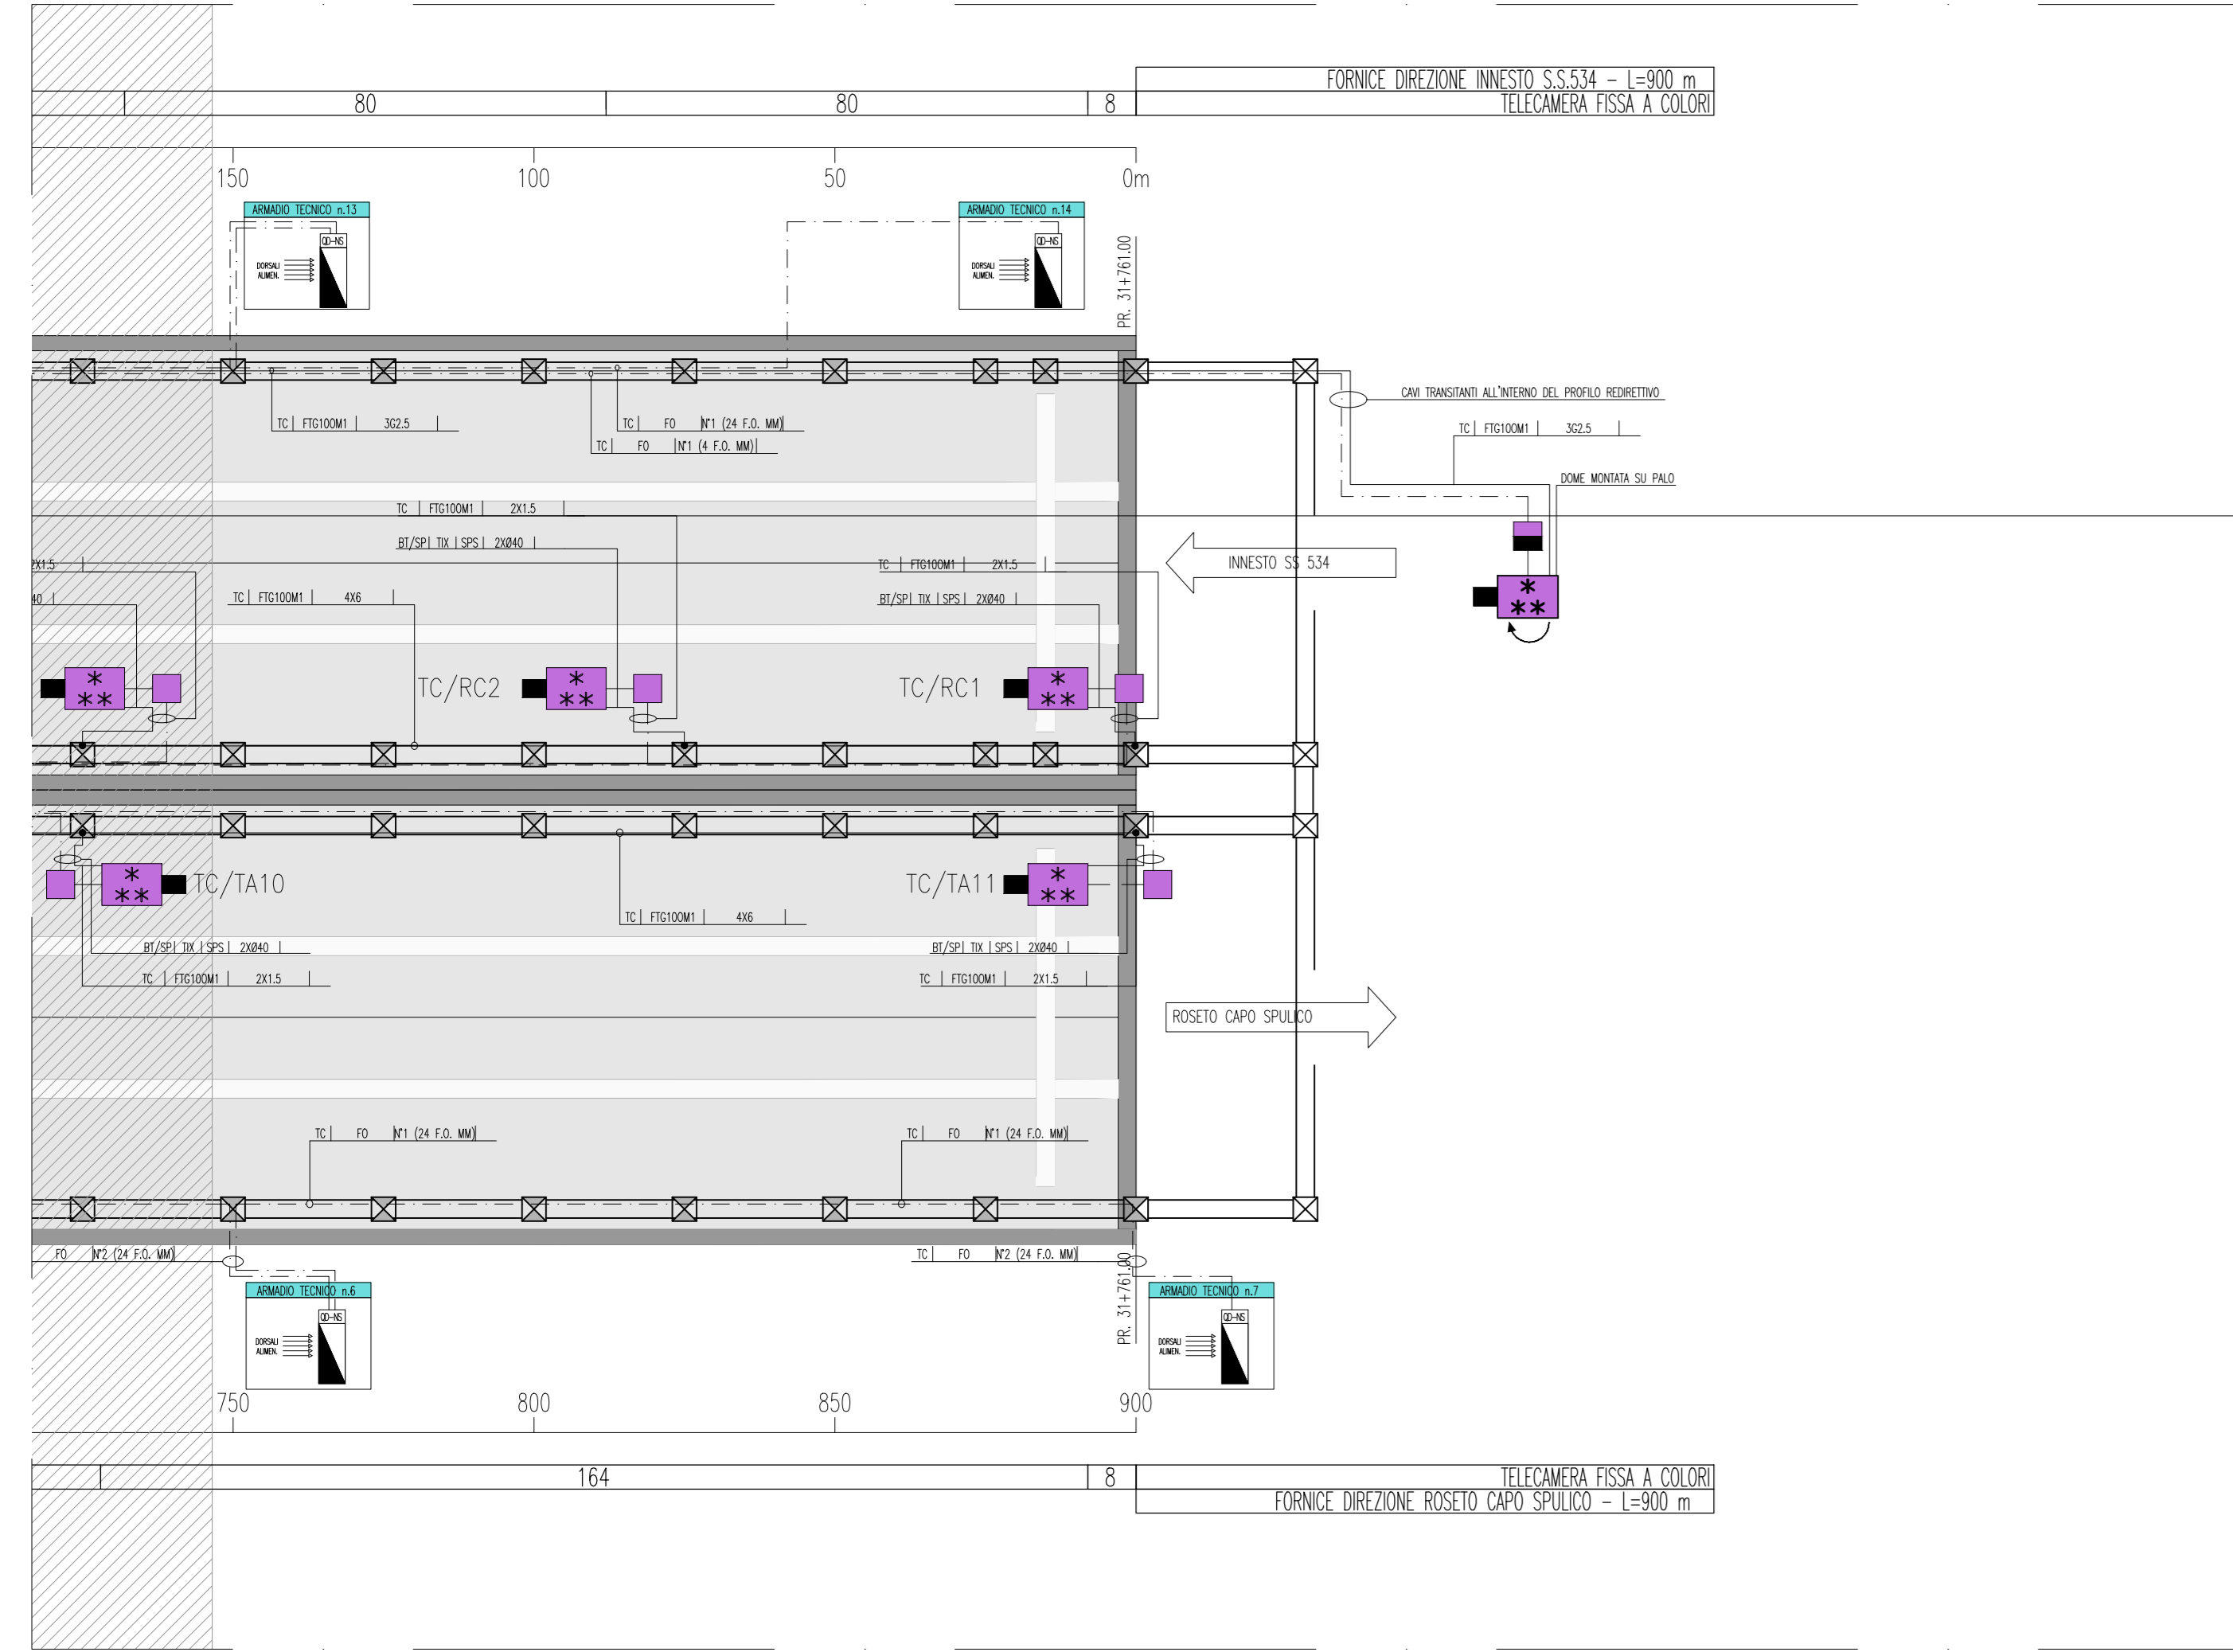 FORNICE DIREZIONE INNESTO S.S.534 – L=900 m
80 80 8 TELECAMERA FISSA A COLORI
150 100 50 0m
ARMADIO TECNICO n.13
QD-NS
DORSALI
ALIMEN.
ARMADIO TECNICO n.14
QD-NS
DORSALI
ALIMEN.
PR. 31+761.00
CAVI TRANSITANTI ALL'INTERNO DEL PROFILO REDIRETTIVO
TC FTG10OM1 3G2.5
TC FO N°1 (24 F.O. MM)
TC FTG10OM1 3G2.5
TC FO N°1 (4 F.O. MM)
DOME MONTATA SU PALO
TC FTG10OM1 2X1.5
BT/SP TIX SPS 2XØ40
2X1.5
TC FTG10OM1 2X1.5
INNESTO SS 534
40
TC FTG10OM1 4X6
BT/SP TIX SPS 2XØ40
*
**
TC/RC2
*
**
TC/RC1
*
**
*
**
*
**
TC/TA10
TC/TA11
*
**
TC FTG10OM1 4X6
BT/SP TIX SPS 2XØ40
BT/SP TIX SPS 2XØ40
TC FTG10OM1 2X1.5
TC FTG10OM1 2X1.5
ROSETO CAPO SPULICO
TC FO N°1 (24 F.O. MM)
TC FO N°1 (24 F.O. MM)
FO N°2 (24 F.O. MM)
TC FO N°2 (24 F.O. MM)
PR. 31+761.00
ARMADIO TECNICO n.6
QD-NS
DORSALI
ALIMEN.
ARMADIO TECNICO n.7
QD-NS
DORSALI
ALIMEN.
750 800 850 900
164 8 TELECAMERA FISSA A COLORI
FORNICE DIREZIONE ROSETO CAPO SPULICO – L=900 m